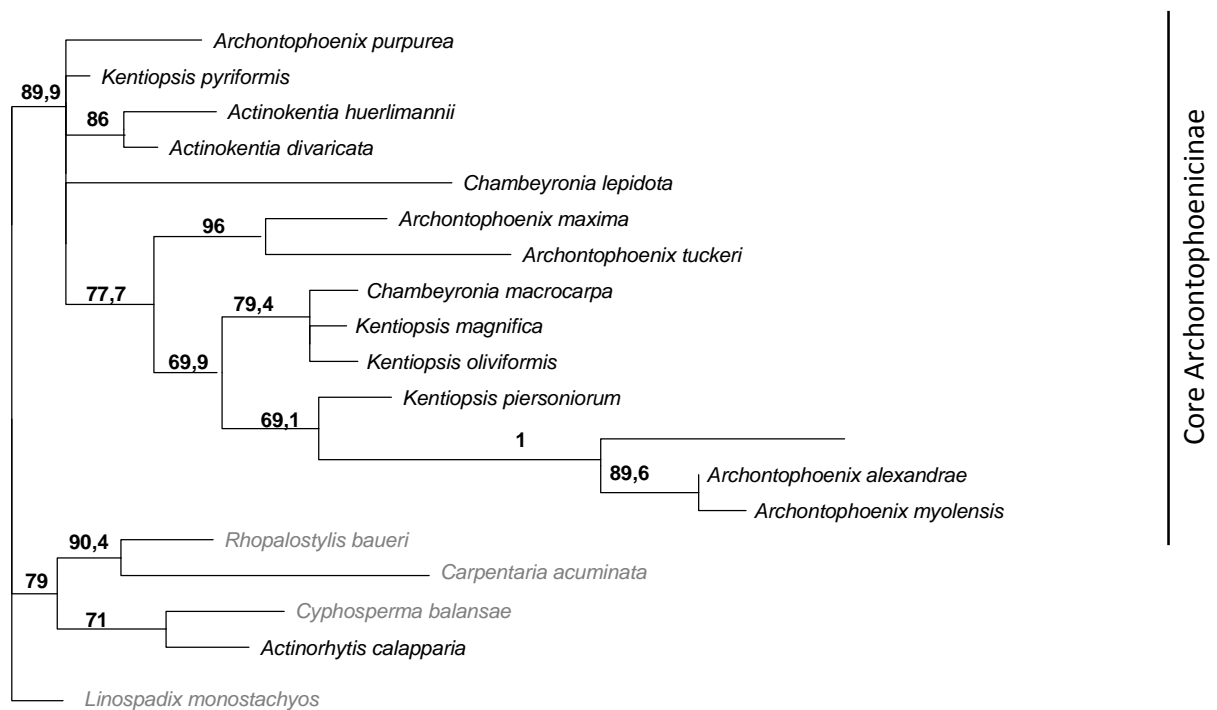 Archontophoenix purpurea
Kentiopsis pyriformis
89,9
Actinokentia huerlimannii
86
Actinokentia divaricata
Chambeyronia lepidota
Archontophoenix maxima
96
Archontophoenix tuckeri
Chambeyronia macrocarpa
77,7
79,4
Kentiopsis magnifica
69,9
Kentiopsis oliviformis
Kentiopsis piersoniorum
69,1
1
89,6
Archontophoenix alexandrae
Archontophoenix myolensis
Rhopalostylis baueri
90,4
Carpentaria acuminata
79
Cyphosperma balansae
71
Actinorhytis calapparia
Linospadix monostachyos
Core Archontophoenicinae